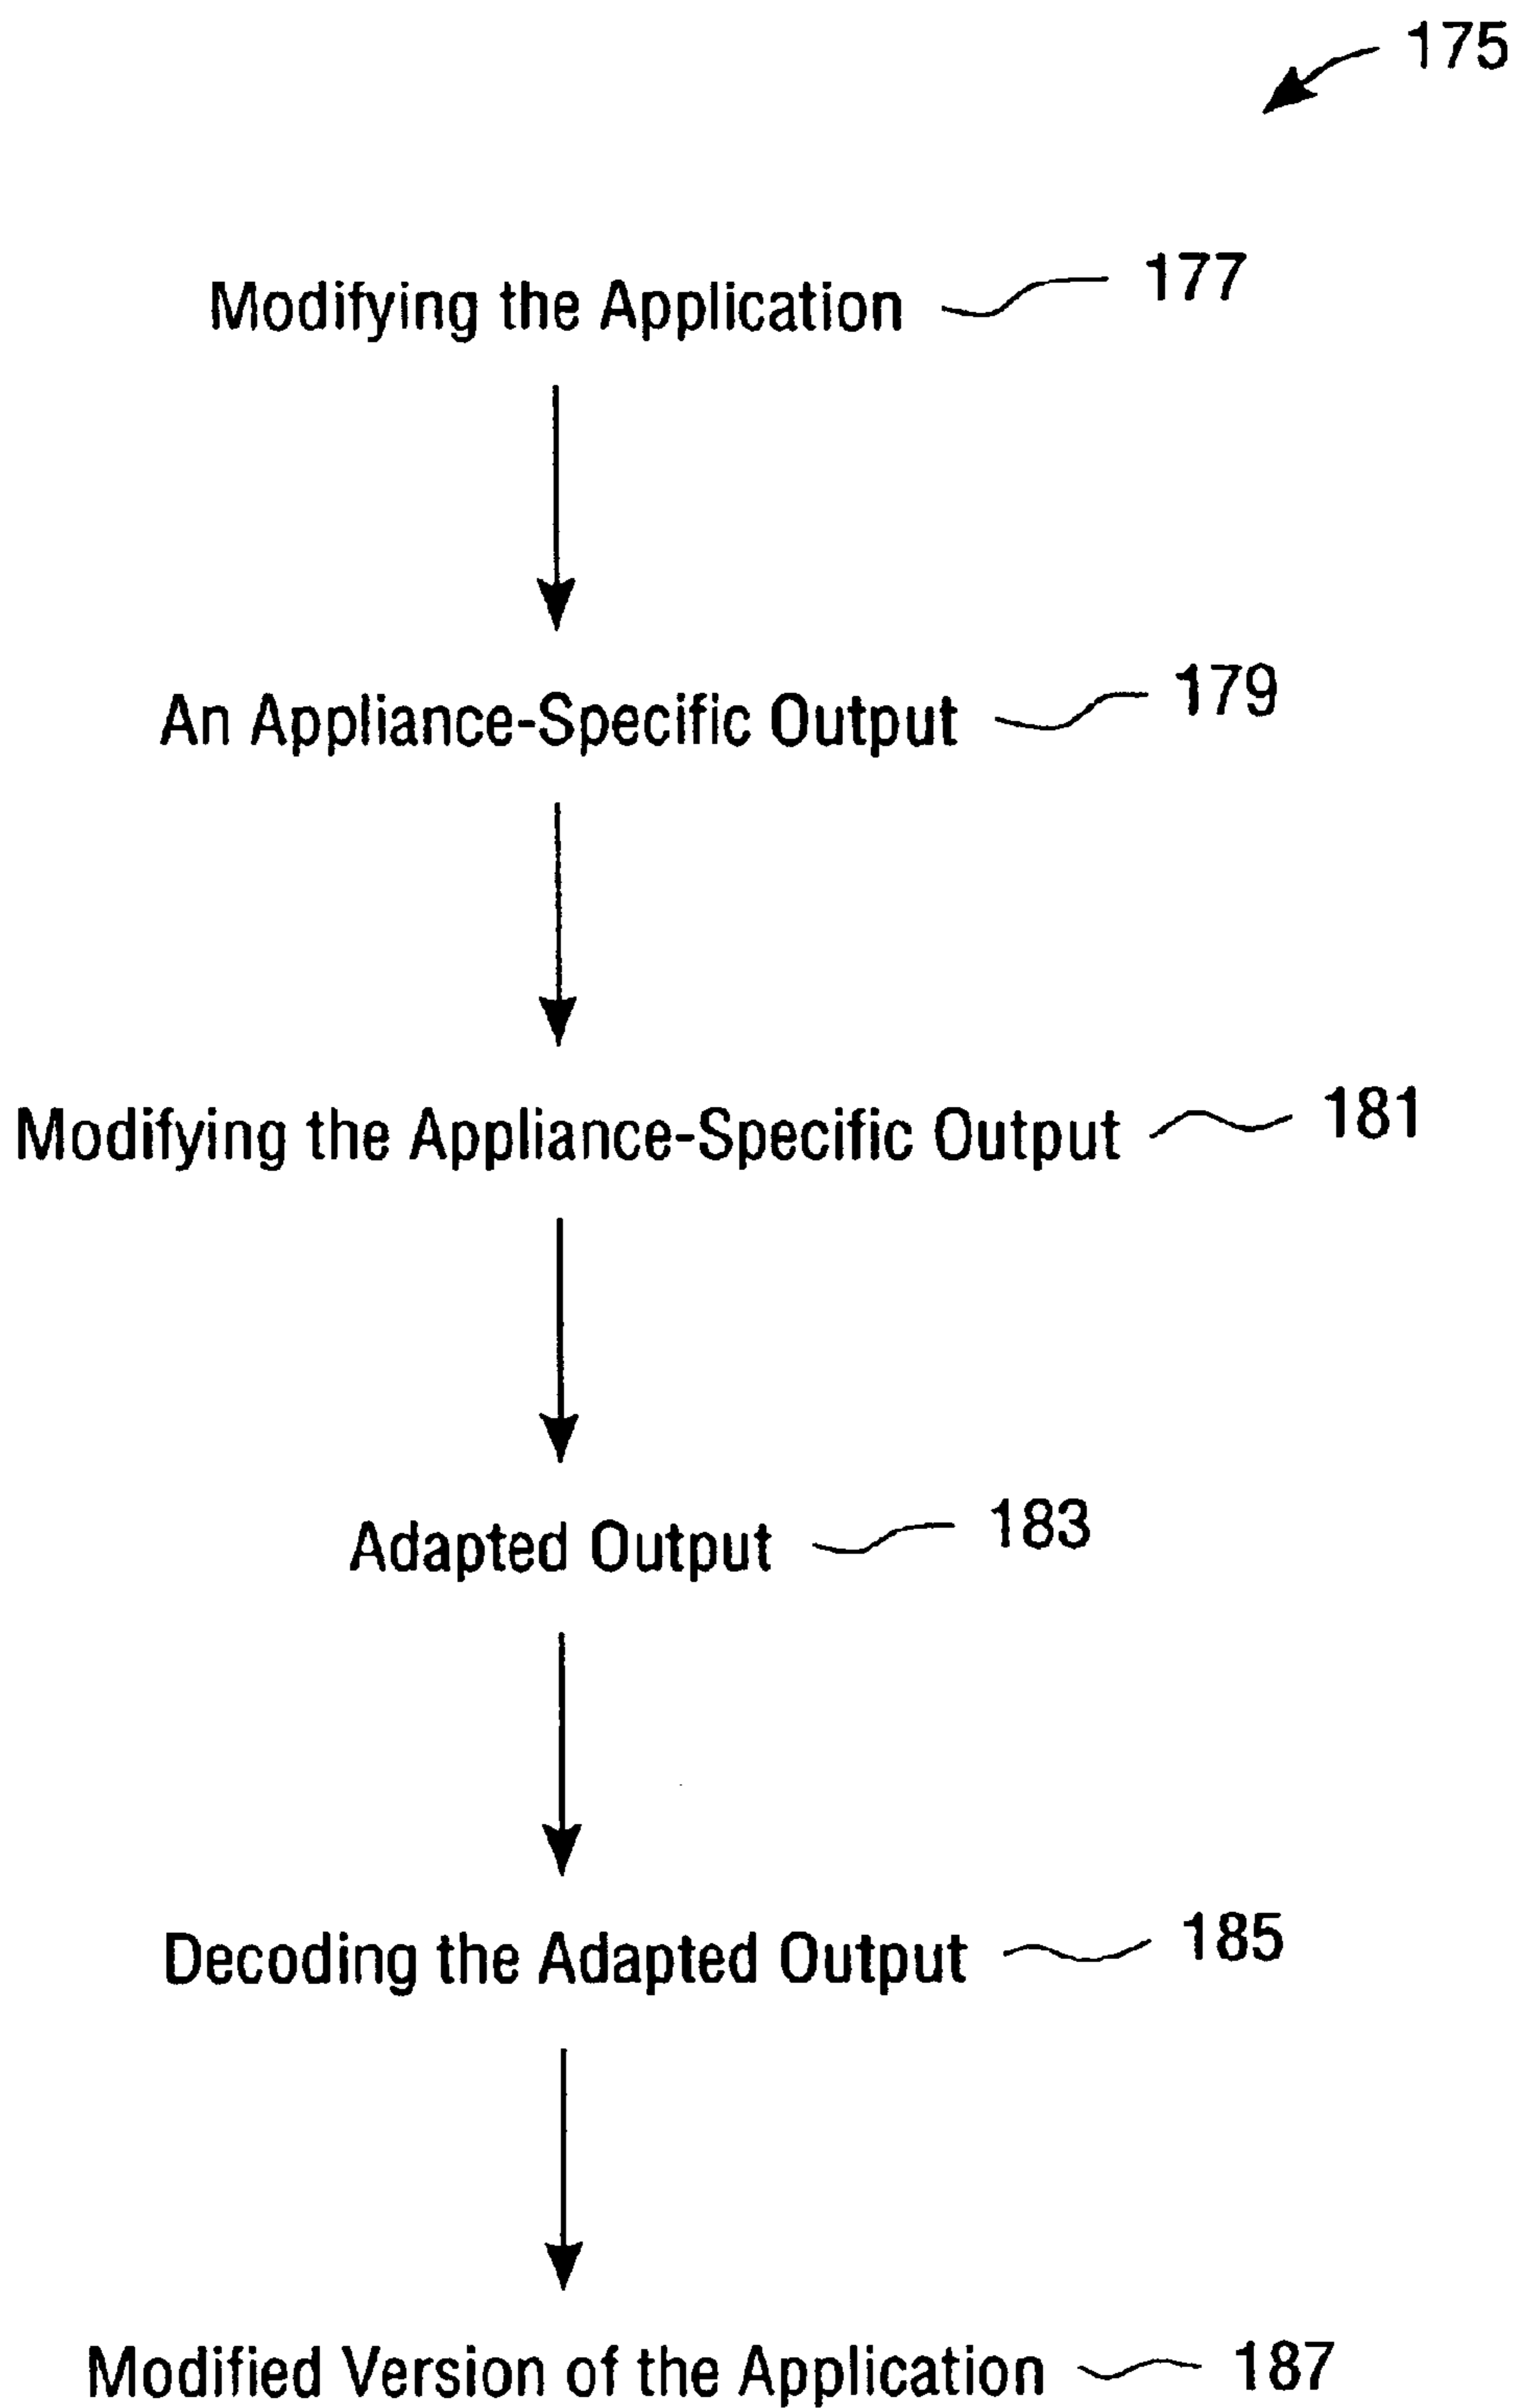 175
Modifying the Application 177
An Appliance-Specific Output 179
Modifying the Appliance-Specific Output 181
Adapted Output 183
Decoding the Adapted Output 185
Modified Version of the Application 187